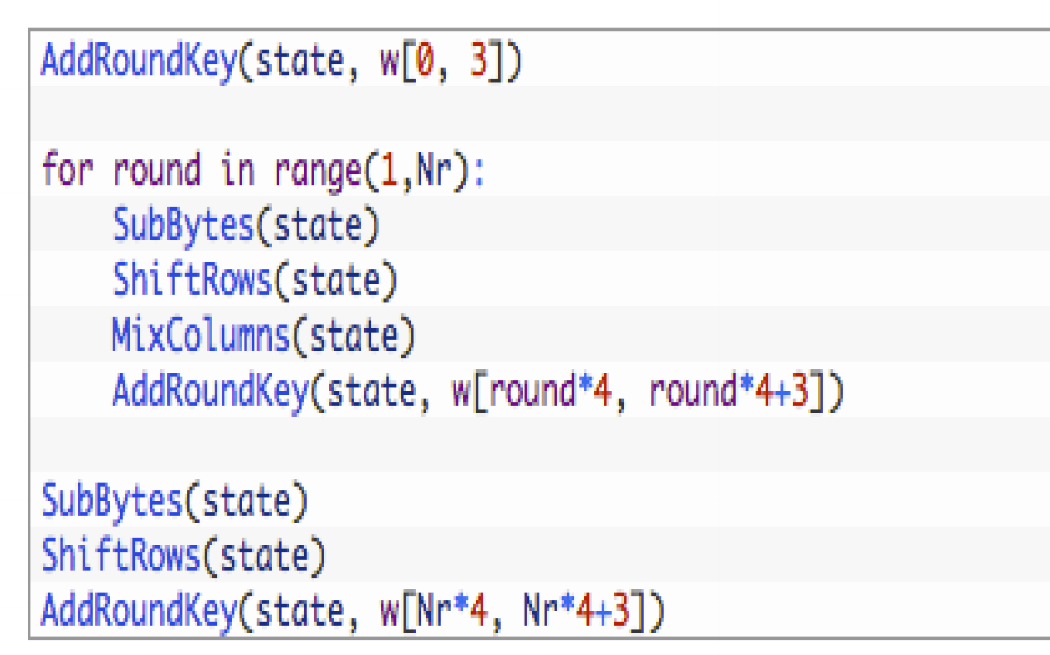 AddRoundKey(state, w[0, 3])
for round in range(1,Nr):
    SubBytes(state)
    ShiftRows(state)
    MixColumns(state)
    AddRoundKey(state, w[round*4, round*4+3])
SubBytes(state)
ShiftRows(state)
AddRoundKey(state, w[Nr*4, Nr*4+3])